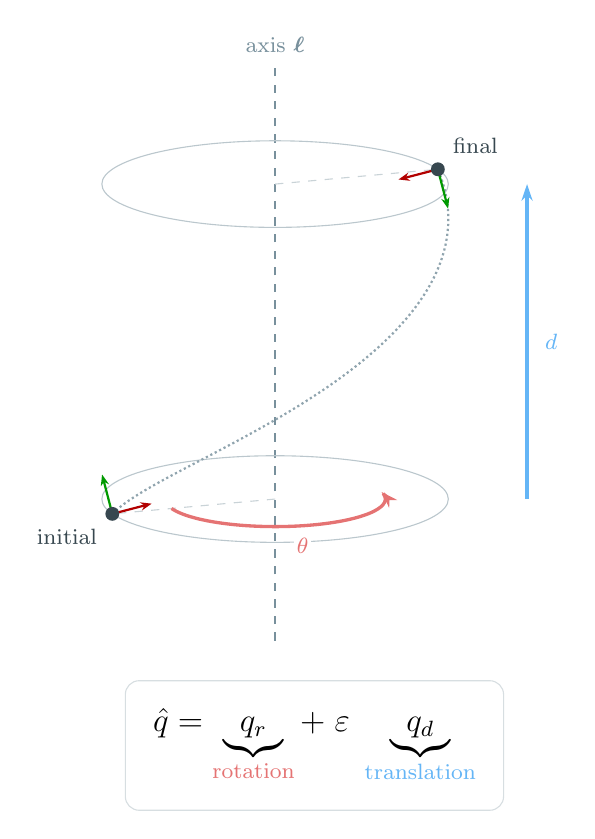 axis ℓ
final
d
initial
θ
q̂ = q_r + ε q_d
rotation
translation